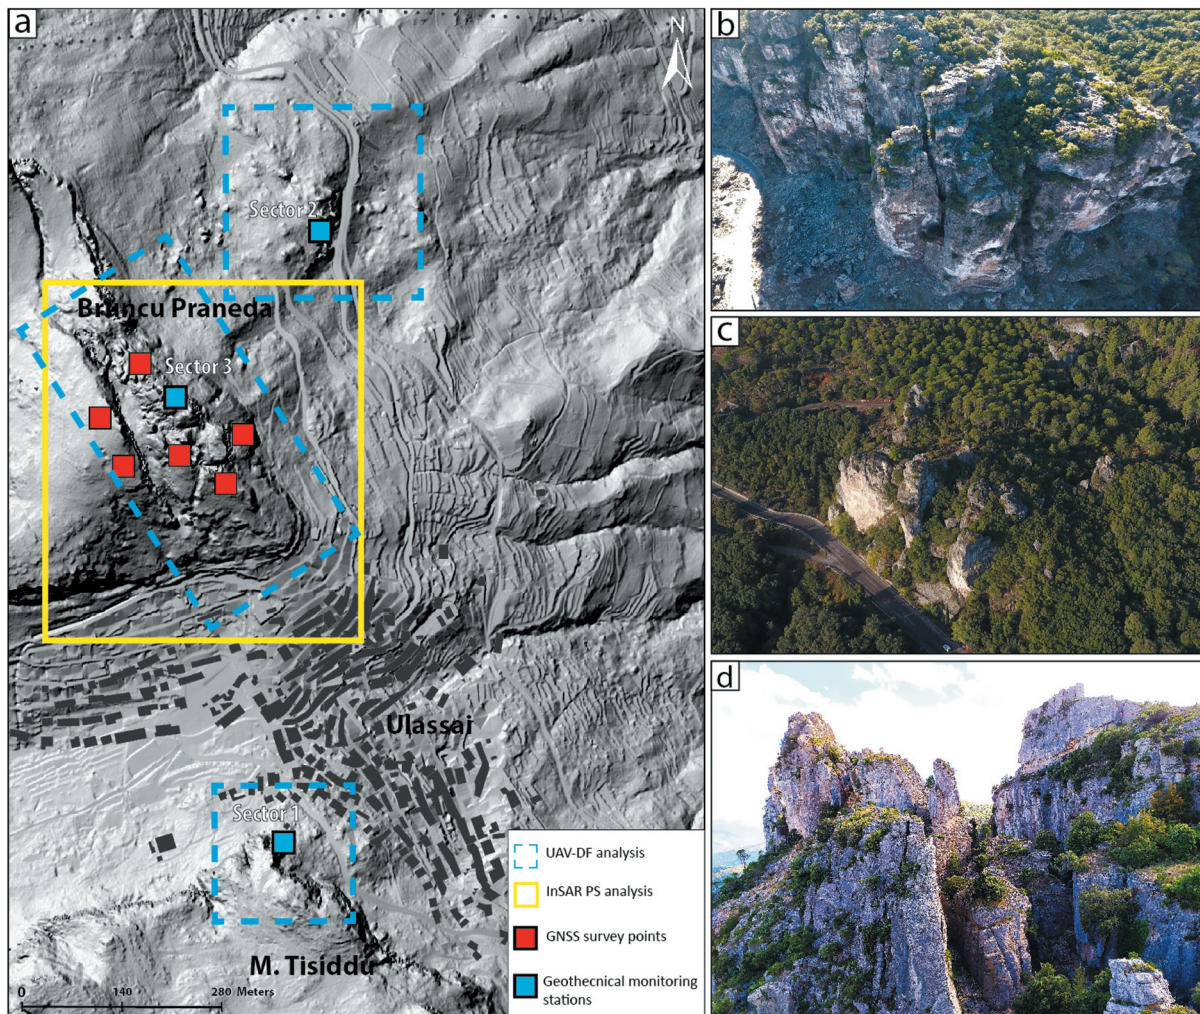 a
N
Sector 2
Bruncu Praneda
Sector 3
Ulassai
Sector 1
M. Tisiddu
0 140 280 Meters
UAV-DF analysis
InSAR PS analysis
GNSS survey points
Geothecnical monitoring
stations
b
c
d